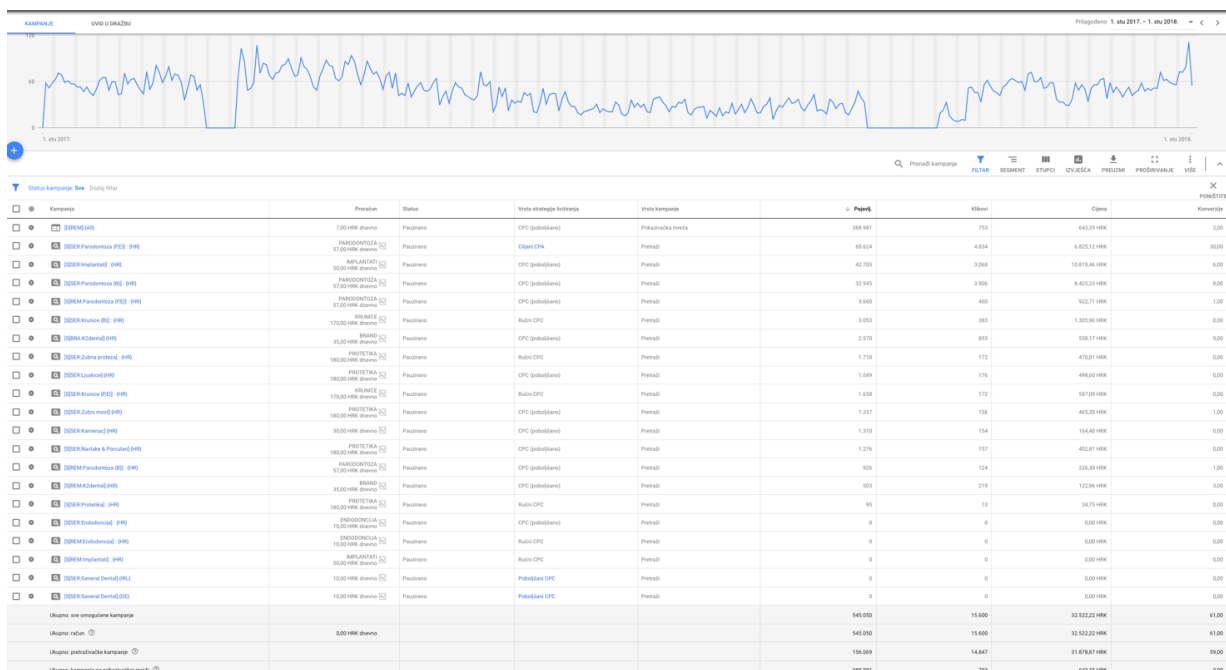 KAMPANJE UVID U DRAŽBU Prilagođeno 1. stu 2017. – 1. stu 2018.
120
60
0
1. stu 2017. 1. stu 2018.
Pronađi kampanje FILTAR SEGMENT STUPCI IZVJEŠĆA PREUZMI PROŠIRIVANJE VIŠE
Status kampanje: Sve Dodaj filtar PONIŠTITE
Kampanja Proračun Status Vrsta strategije licitiranja Vrsta kampanje Pojavlj. Klikovi Cijena Konverzije
7,00 HRK dnevno Pauzirano CPC (poboljšano) Prikazivačka mreža 388.981 753 643,35 HRK 2,00
[S][SER:Parodontoza (P,E)] : (HR) PARODONTOZA 57,00 HRK dnevno Pauzirano Ciljani CPA Pretraži 60.624 4.834 6.825,12 HRK 30,00
[S][SER:Implantati] : (HR) IMPLANTATI 50,00 HRK dnevno Pauzirano CPC (poboljšano) Pretraži 42.705 3.068 10.819,46 HRK 6,00
[S][SER:Parodontoza (B)] : (HR) PARODONTOZA 57,00 HRK dnevno Pauzirano CPC (poboljšano) Pretraži 32.945 3.906 8.425,23 HRK 8,00
[S][REM:Parodontoza (P,E)] : (HR) PARODONTOZA 57,00 HRK dnevno Pauzirano CPC (poboljšano) Pretraži 3.660 460 922,71 HRK 1,00
[S][SER:Krunice (B)] : (HR) KRUNICE 170,00 HRK dnevno Pauzirano Ručni CPC Pretraži 3.053 383 1.305,96 HRK 0,00
[S][BRA:K2dental] (HR) BRAND 35,00 HRK dnevno Pauzirano CPC (poboljšano) Pretraži 2.570 853 558,17 HRK 9,00
[S][SER:Zubna proteza] : (HR) PROTETIKA 180,00 HRK dnevno Pauzirano Ručni CPC Pretraži 1.718 172 470,01 HRK 0,00
[S][SER:Ljuskice] (HR) PROTETIKA 180,00 HRK dnevno Pauzirano CPC (poboljšano) Pretraži 1.689 176 498,60 HRK 0,00
[S][SER:Krunice (P,E)] : (HR) KRUNICE 170,00 HRK dnevno Pauzirano Ručni CPC Pretraži 1.658 172 587,09 HRK 0,00
[S][SER:Zubni most] (HR) PROTETIKA 180,00 HRK dnevno Pauzirano CPC (poboljšano) Pretraži 1.337 156 465,30 HRK 1,00
[S][SER:Kamenac] (HR) 30,00 HRK dnevno Pauzirano CPC (poboljšano) Pretraži 1.310 154 164,40 HRK 0,00
[S][SER:Navlake & Porculan] (HR) PROTETIKA 180,00 HRK dnevno Pauzirano CPC (poboljšano) Pretraži 1.276 157 452,81 HRK 0,00
[S][REM:Parodontoza (B)] : (HR) PARODONTOZA 57,00 HRK dnevno Pauzirano CPC (poboljšano) Pretraži 926 124 226,30 HRK 1,00
[S][REM:K2dental] (HR) BRAND 35,00 HRK dnevno Pauzirano CPC (poboljšano) Pretraži 503 219 122,96 HRK 3,00
[S][SER:Protetika] : (HR) PROTETIKA 180,00 HRK dnevno Pauzirano Ručni CPC Pretraži 95 13 34,75 HRK 0,00
[S][SER:Endodoncija] : (HR) ENDODONCIJA 10,00 HRK dnevno Pauzirano CPC (poboljšano) Pretraži 0 0 0,00 HRK 0,00
[S][REM:Endodoncija] : (HR) ENDODONCIJA 10,00 HRK dnevno Pauzirano Ručni CPC Pretraži 0 0 0,00 HRK 0,00
[S][REM:Implantati] : (HR) IMPLANTATI 50,00 HRK dnevno Pauzirano Ručni CPC Pretraži 0 0 0,00 HRK 0,00
[S][SER:General Dental] (IRL) 10,00 HRK dnevno Pauzirano Poboljšani CPC Pretraži 0 0 0,00 HRK 0,00
[S][SER:General Dental] (DE) 10,00 HRK dnevno Pauzirano Poboljšani CPC Pretraži 0 0 0,00 HRK 0,00
Ukupno: sve omogućene kampanje 545.050 15.600 32.522,22 HRK 61,00
Ukupno: račun 0,00 HRK dnevno 545.050 15.600 32.522,22 HRK 61,00
Ukupno: pretraživačke kampanje 156.069 14.847 31.878,87 HRK 59,00